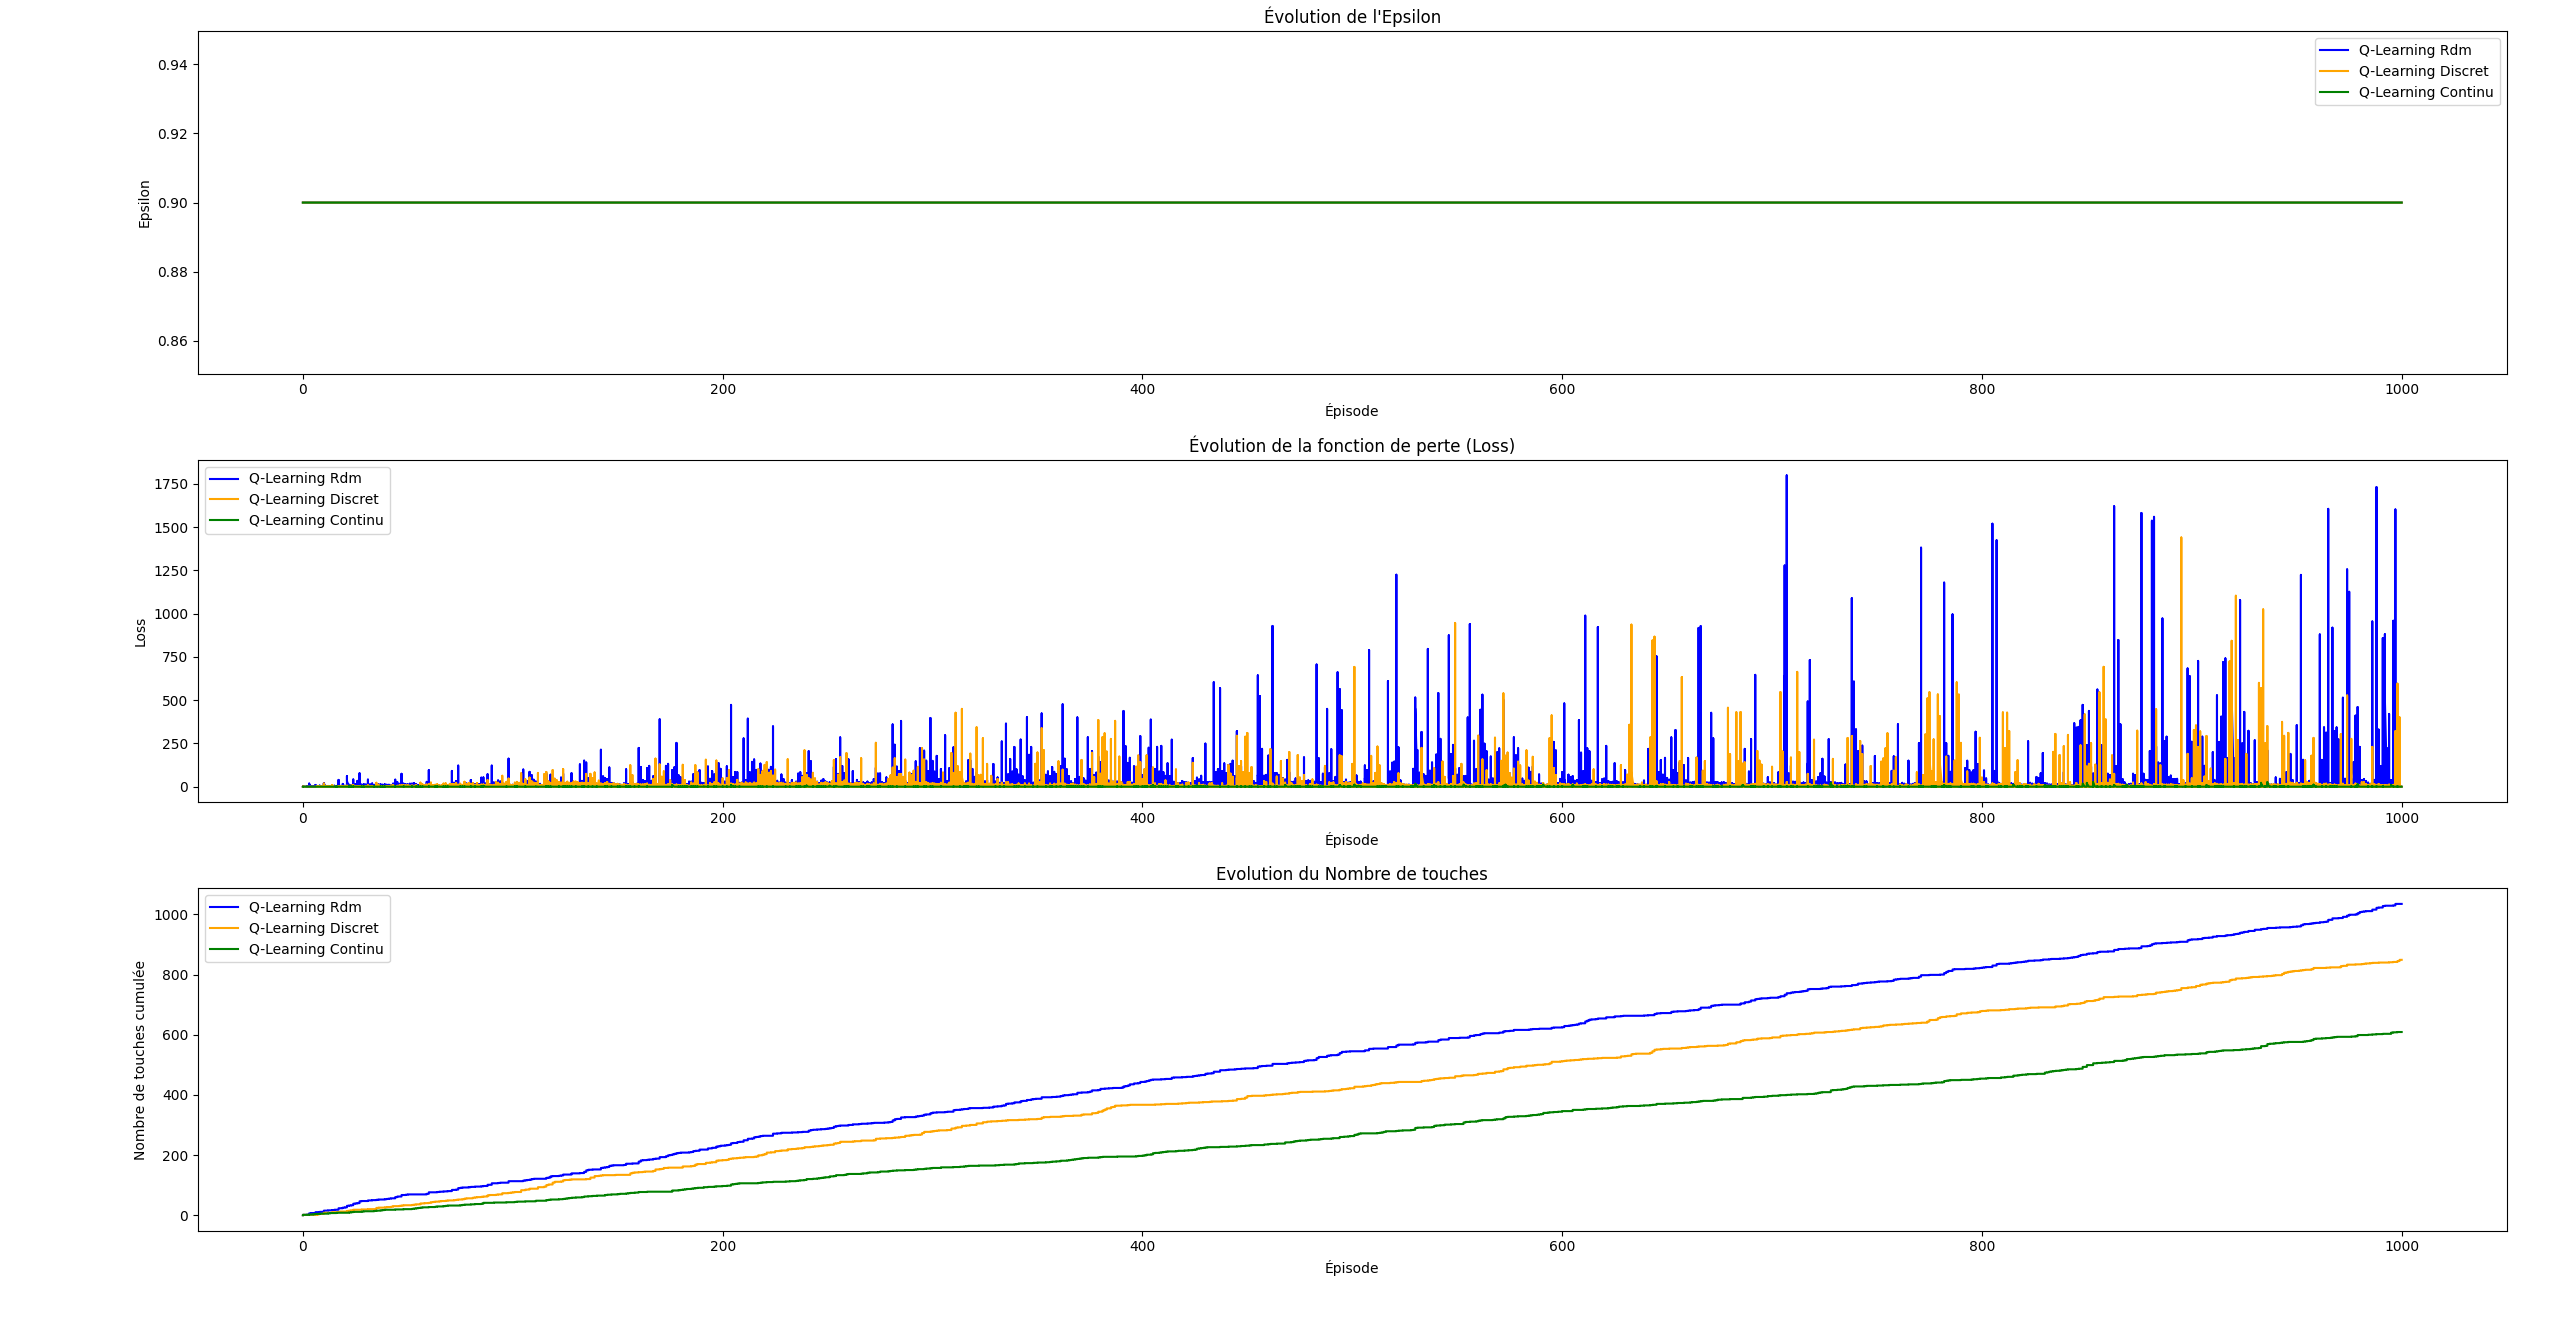 Évolution de l'Epsilon
Q-Learning Rdm
Q-Learning Discret
Q-Learning Continu
0.94
0.92
0.90
0.88
0.86
Epsilon
0 200 400 600 800 1000
Épisode
Évolution de la fonction de perte (Loss)
Q-Learning Rdm
Q-Learning Discret
Q-Learning Continu
1750
1500
1250
1000
750
500
250
0
Loss
0 200 400 600 800 1000
Épisode
Evolution du Nombre de touches
Q-Learning Rdm
Q-Learning Discret
Q-Learning Continu
1000
800
600
400
200
0
Nombre de touches cumulée
0 200 400 600 800 1000
Épisode